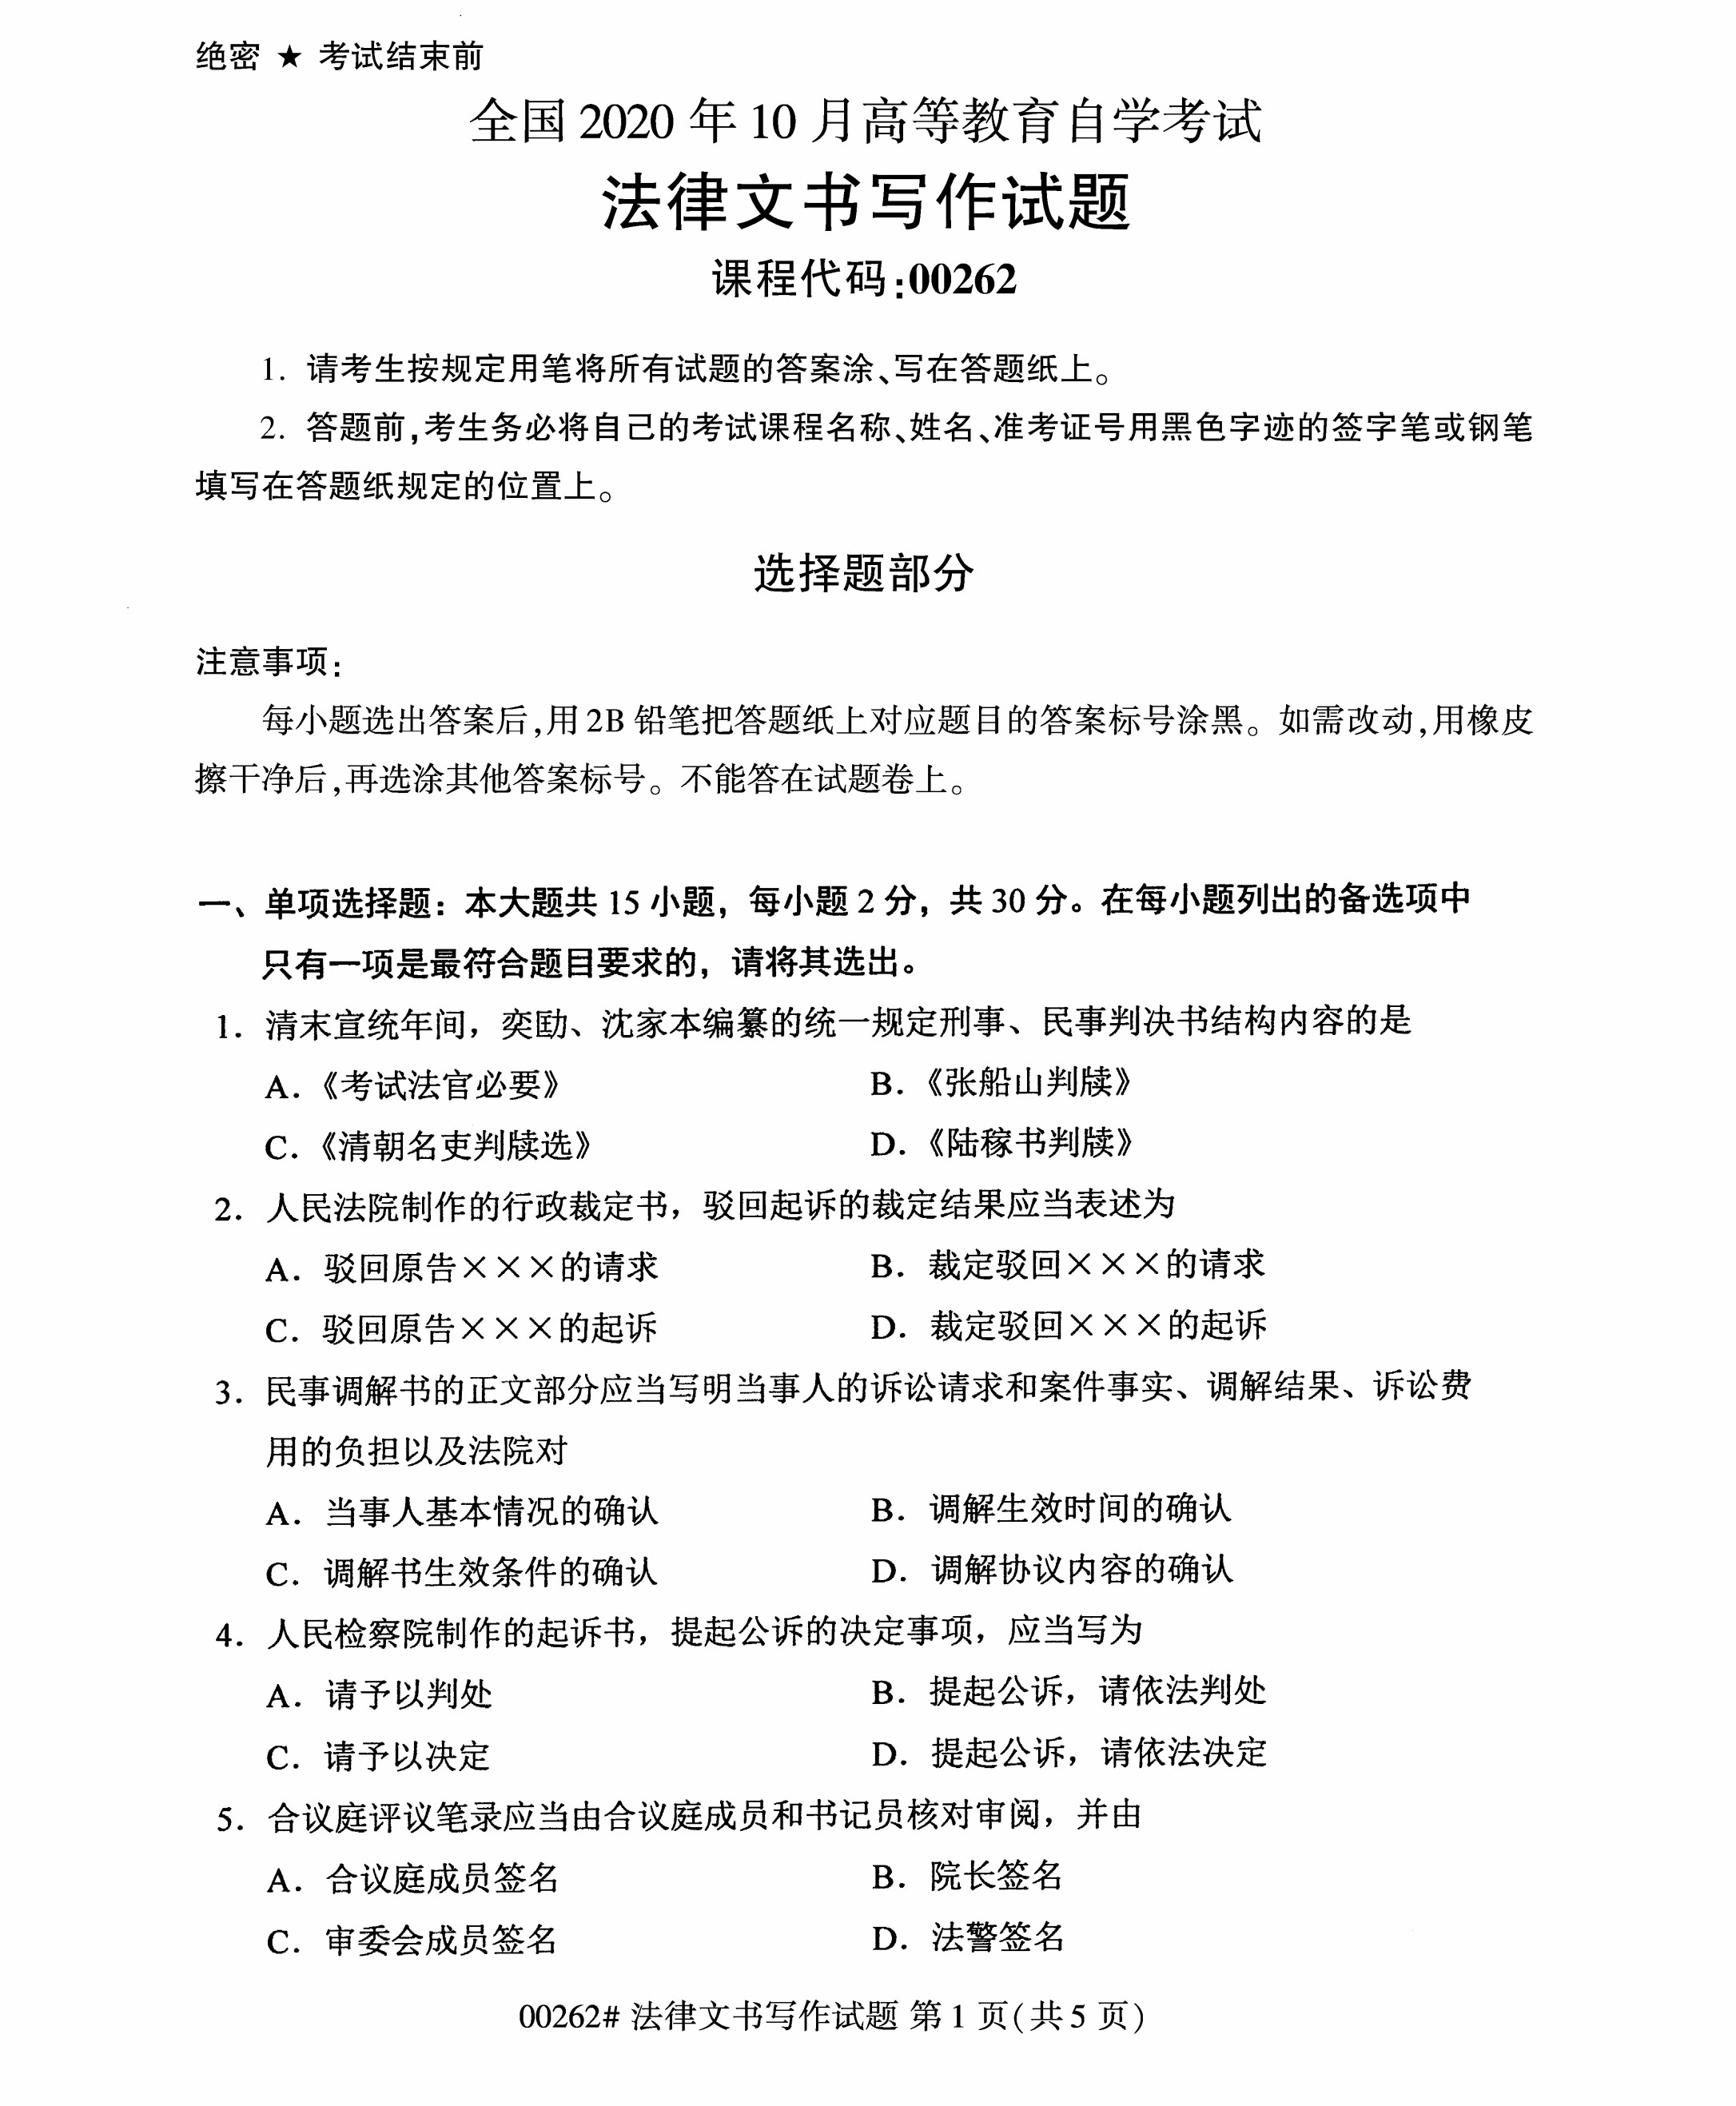 绝密 ★ 考试结束前
全国 2020 年 10 月高等教育自学考试
法律文书写作试题
课程代码:00262
1. 请考生按规定用笔将所有试题的答案涂、写在答题纸上。
2. 答题前,考生务必将自己的考试课程名称、姓名、准考证号用黑色字迹的签字笔或钢笔
填写在答题纸规定的位置上。
选择题部分
注意事项:
每小题选出答案后,用 2B 铅笔把答题纸上对应题目的答案标号涂黑。如需改动,用橡皮
擦干净后,再选涂其他答案标号。不能答在试题卷上。
一、单项选择题：本大题共 15 小题，每小题 2 分，共 30 分。在每小题列出的备选项中
只有一项是最符合题目要求的，请将其选出。
1. 清末宣统年间，奕劻、沈家本编纂的统一规定刑事、民事判决书结构内容的是
A.《考试法官必要》 B.《张船山判牍》
C.《清朝名吏判牍选》 D.《陆稼书判牍》
2. 人民法院制作的行政裁定书，驳回起诉的裁定结果应当表述为
A. 驳回原告×××的请求 B. 裁定驳回×××的请求
C. 驳回原告×××的起诉 D. 裁定驳回×××的起诉
3. 民事调解书的正文部分应当写明当事人的诉讼请求和案件事实、调解结果、诉讼费
用的负担以及法院对
A. 当事人基本情况的确认 B. 调解生效时间的确认
C. 调解书生效条件的确认 D. 调解协议内容的确认
4. 人民检察院制作的起诉书，提起公诉的决定事项，应当写为
A. 请予以判处 B. 提起公诉，请依法判处
C. 请予以决定 D. 提起公诉，请依法决定
5. 合议庭评议笔录应当由合议庭成员和书记员核对审阅，并由
A. 合议庭成员签名 B. 院长签名
C. 审委会成员签名 D. 法警签名
00262# 法律文书写作试题 第 1 页(共 5 页)